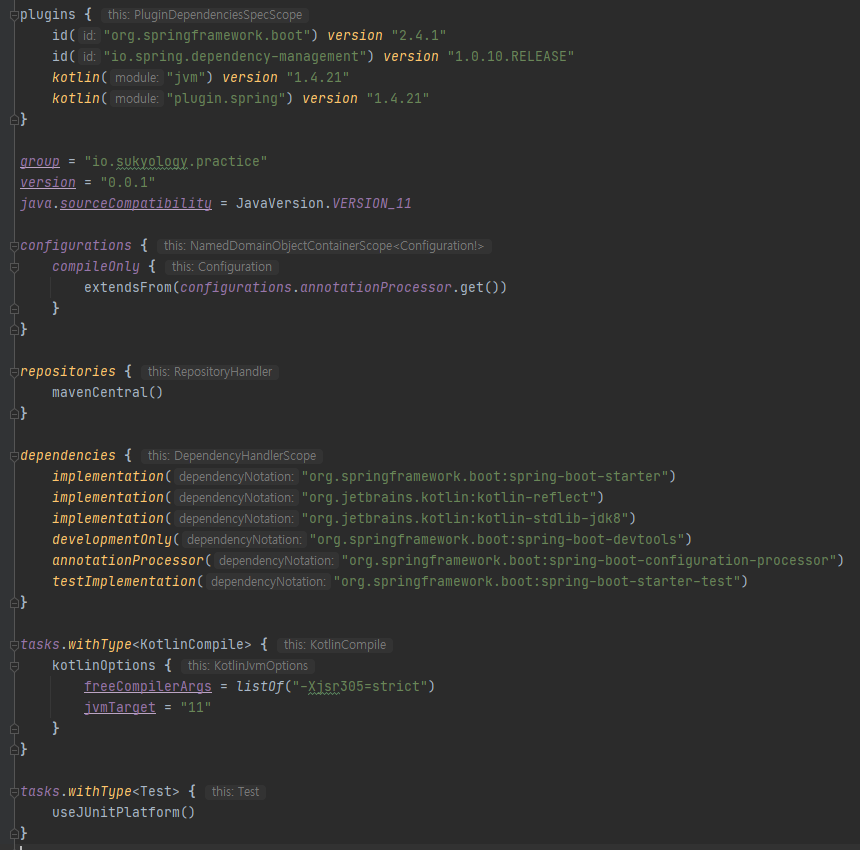 plugins { this: PluginDependenciesSpecScope
    id( id: "org.springframework.boot") version "2.4.1"
    id( id: "io.spring.dependency-management") version "1.0.10.RELEASE"
    kotlin( module: "jvm") version "1.4.21"
    kotlin( module: "plugin.spring") version "1.4.21"
}
group = "io.sukyology.practice"
version = "0.0.1"
java.sourceCompatibility = JavaVersion.VERSION_11
configurations { this: NamedDomainObjectContainerScope<Configuration!>
    compileOnly { this: Configuration
        extendsFrom(configurations.annotationProcessor.get())
    }
}
repositories { this: RepositoryHandler
    mavenCentral()
}
dependencies { this: DependencyHandlerScope
    implementation( dependencyNotation: "org.springframework.boot:spring-boot-starter")
    implementation( dependencyNotation: "org.jetbrains.kotlin:kotlin-reflect")
    implementation( dependencyNotation: "org.jetbrains.kotlin:kotlin-stdlib-jdk8")
    developmentOnly( dependencyNotation: "org.springframework.boot:spring-boot-devtools")
    annotationProcessor( dependencyNotation: "org.springframework.boot:spring-boot-configuration-processor")
    testImplementation( dependencyNotation: "org.springframework.boot:spring-boot-starter-test")
}
tasks.withType<KotlinCompile> { this: KotlinCompile
    kotlinOptions { this: KotlinJvmOptions
        freeCompilerArgs = listOf("-Xjsr305=strict")
        jvmTarget = "11"
    }
}
tasks.withType<Test> { this: Test
    useJUnitPlatform()
}